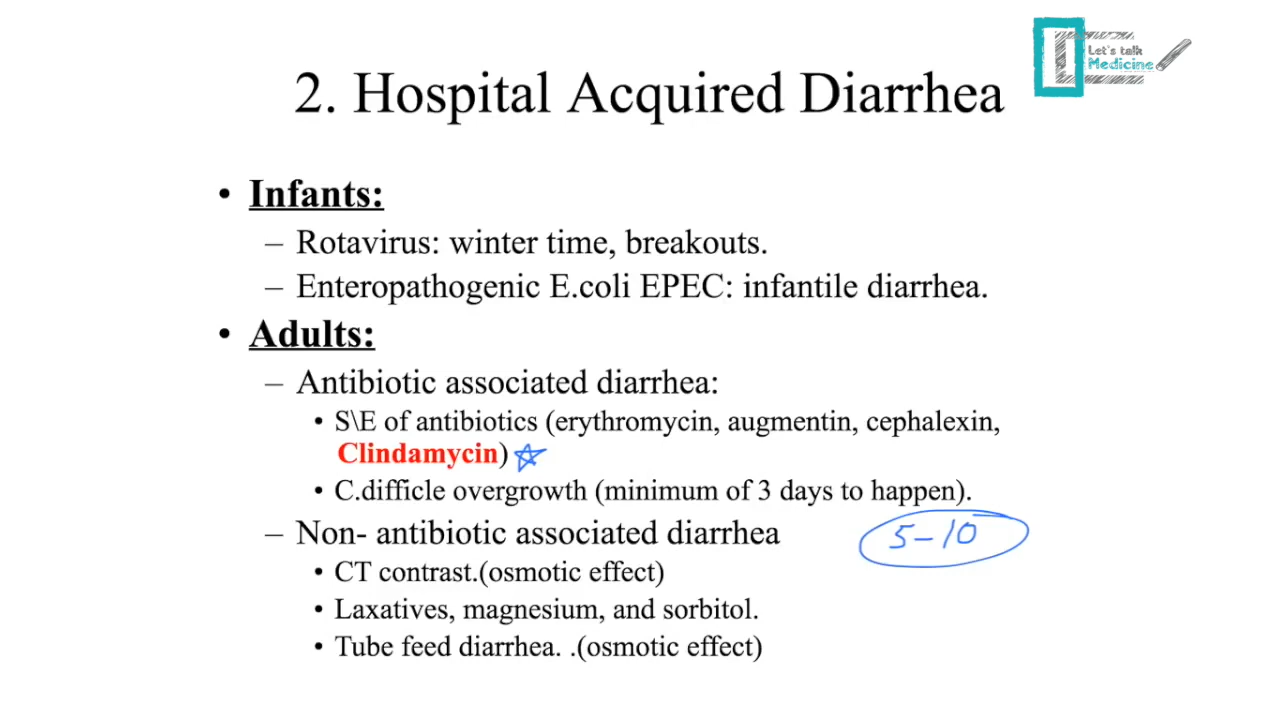 Let's talk
Medicine
2. Hospital Acquired Diarrhea
• Infants:
– Rotavirus: winter time, breakouts.
– Enteropathogenic E.coli EPEC: infantile diarrhea.
• Adults:
– Antibiotic associated diarrhea:
• S\E of antibiotics (erythromycin, augmentin, cephalexin,
Clindamycin)
• C.difficle overgrowth (minimum of 3 days to happen).
– Non- antibiotic associated diarrhea
5-10
• CT contrast.(osmotic effect)
• Laxatives, magnesium, and sorbitol.
• Tube feed diarrhea. .(osmotic effect)